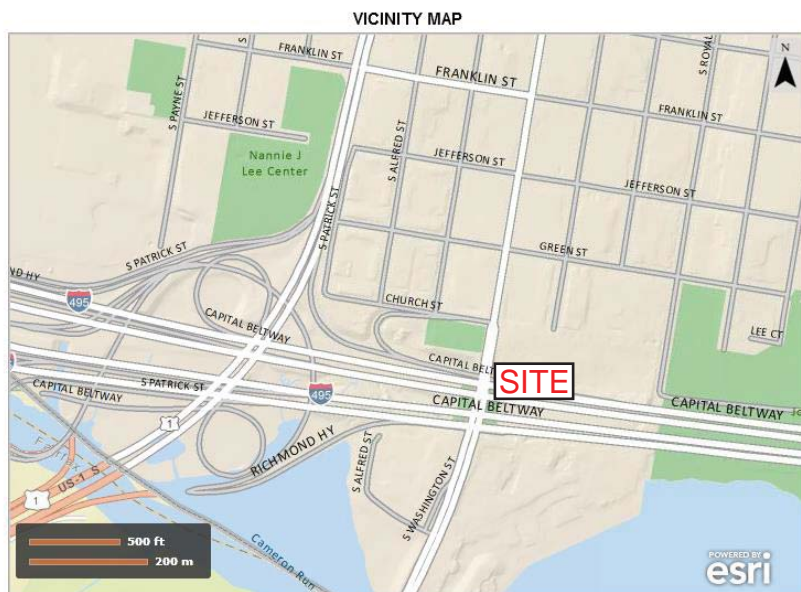 VICINITY MAP
N
FRANKLIN ST
FRANKLIN ST
FRANKLIN ST
S PAYNE ST
S ROYAL
JEFFERSON ST
JEFFERSON ST
JEFFERSON ST
Nannie J
Lee Center
S ALFRED ST
S PATRICK ST
S PATRICK ST
GREEN ST
495
CAPITAL BELTWAY
CHURCH ST
LEE CT
CAPITAL BELT
SITE
CAPITAL BELTWAY
S PATRICK ST
495
CAPITAL BELTWAY
CAPITAL BELTWAY
1
RICHMOND HY
S ALFRED ST
S WASHINGTON ST
US-1 S
1
Cameron Run
500 ft
200 m
POWERED BY
esri